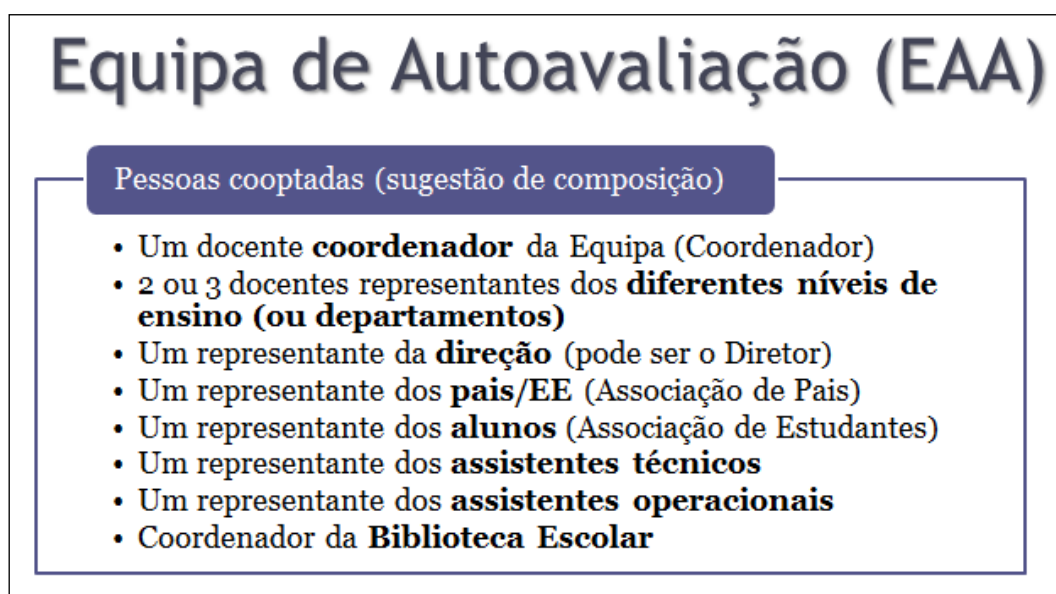 Equipa de Autoavaliação (EAA)
Pessoas cooptadas (sugestão de composição)
• Um docente coordenador da Equipa (Coordenador)
• 2 ou 3 docentes representantes dos diferentes níveis de
ensino (ou departamentos)
• Um representante da direção (pode ser o Diretor)
• Um representante dos pais/EE (Associação de Pais)
• Um representante dos alunos (Associação de Estudantes)
• Um representante dos assistentes técnicos
• Um representante dos assistentes operacionais
• Coordenador da Biblioteca Escolar